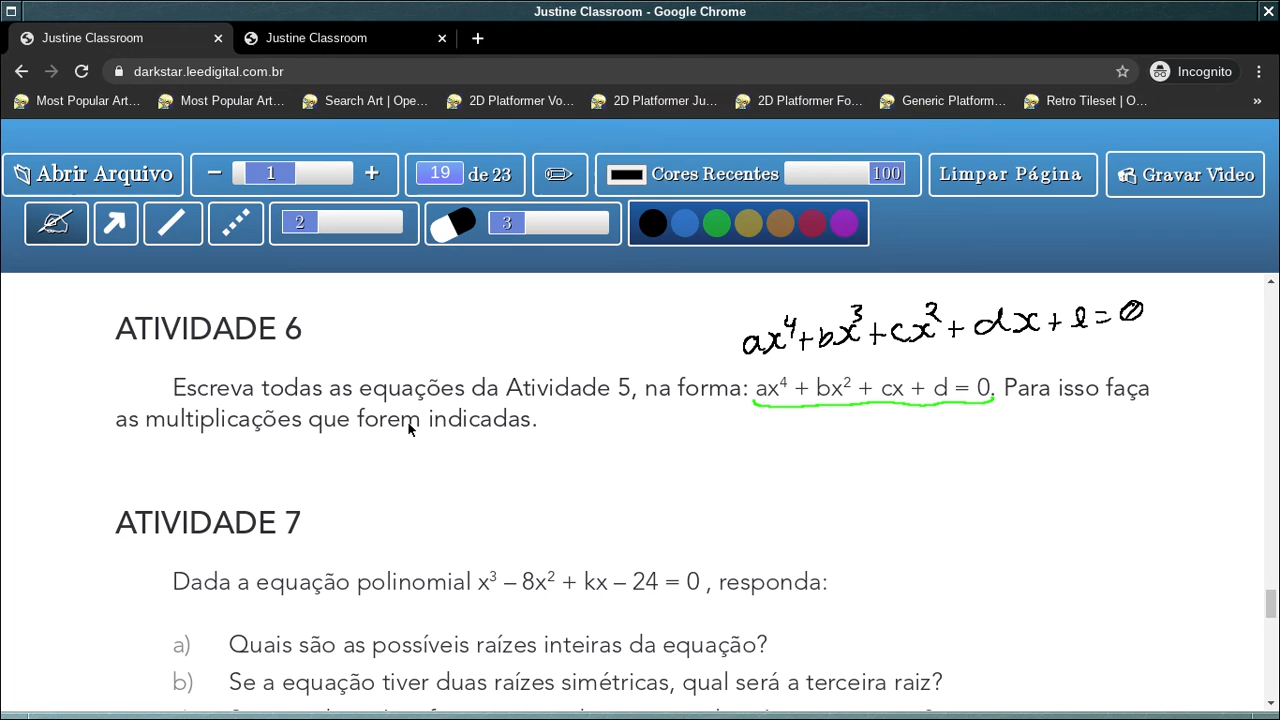 Justine Classroom - Google Chrome
Justine Classroom
Justine Classroom
darkstar.leedigital.com.br
Incognito
Most Popular Art...
Most Popular Art...
Search Art | Ope...
2D Platformer Vo...
2D Platformer Ju...
2D Platformer Fo...
Generic Platform...
Retro Tileset | O...
Abrir Arquivo
− 1 +
19 de 23
Cores Recentes 100
Limpar Página
Gravar Video
2
3
ATIVIDADE 6
ax⁴+bx³+cx²+dx+e=0
Escreva todas as equações da Atividade 5, na forma: ax⁴ + bx² + cx + d = 0. Para isso faça
as multiplicações que forem indicadas.
ATIVIDADE 7
Dada a equação polinomial x³ – 8x² + kx – 24 = 0 , responda:
a) Quais são as possíveis raízes inteiras da equação?
b) Se a equação tiver duas raízes simétricas, qual será a terceira raiz?